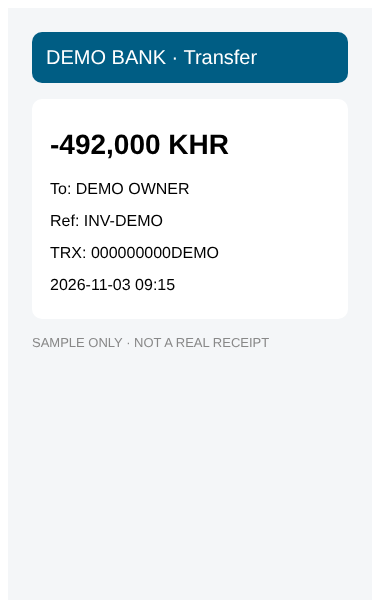 DEMO BANK · Transfer
-492,000 KHR
To: DEMO OWNER
Ref: INV-DEMO
TRX: 000000000DEMO
2026-11-03 09:15
SAMPLE ONLY · NOT A REAL RECEIPT